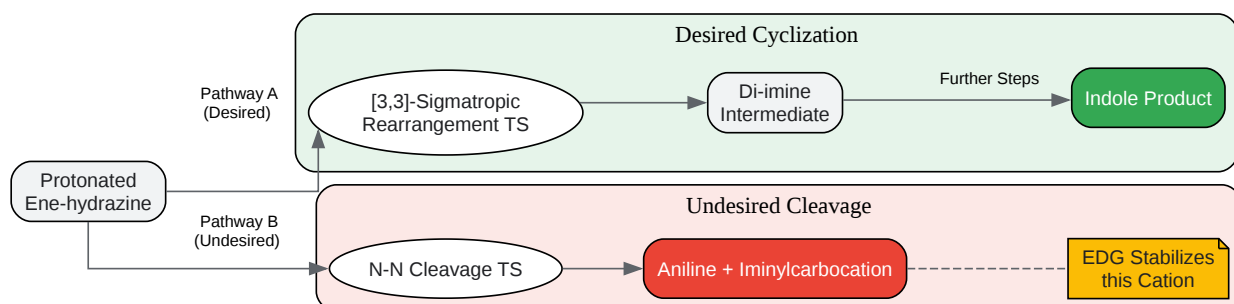 Desired Cyclization
Pathway A
(Desired)
[3,3]-Sigmatropic
Rearrangement TS
Di-imine
Intermediate
Further Steps
Indole Product
Protonated
Ene-hydrazine
Pathway B
(Undesired)
Undesired Cleavage
N-N Cleavage TS
Aniline + Iminylcarbocation
EDG Stabilizes
this Cation